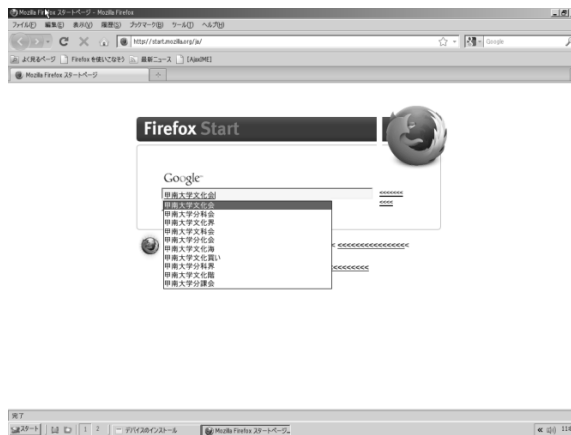 Mozilla Firefox スタートページ - Mozilla Firefox
ファイル(F) 編集(E) 表示(V) 履歴(S) ブックマーク(B) ツール(T) ヘルプ(H)
http://start.mozilla.org/ja/
Google
よく見るページ Firefox を使いこなそう 最新ニュース [AjaxIME]
Mozilla Firefox スタートページ
Firefox Start
Google
甲南大学文化会
<<<<<<<
<<<<
甲南大学文化会
甲南大学分科会
甲南大学文化界
甲南大学文科会
甲南大学分化会
甲南大学文化海
甲南大学文化買い
甲南大学分科界
甲南大学文化階
甲南大学分課会
完了
スタート 1 2 デバイスのインストール Mozilla Firefox スタートページ...